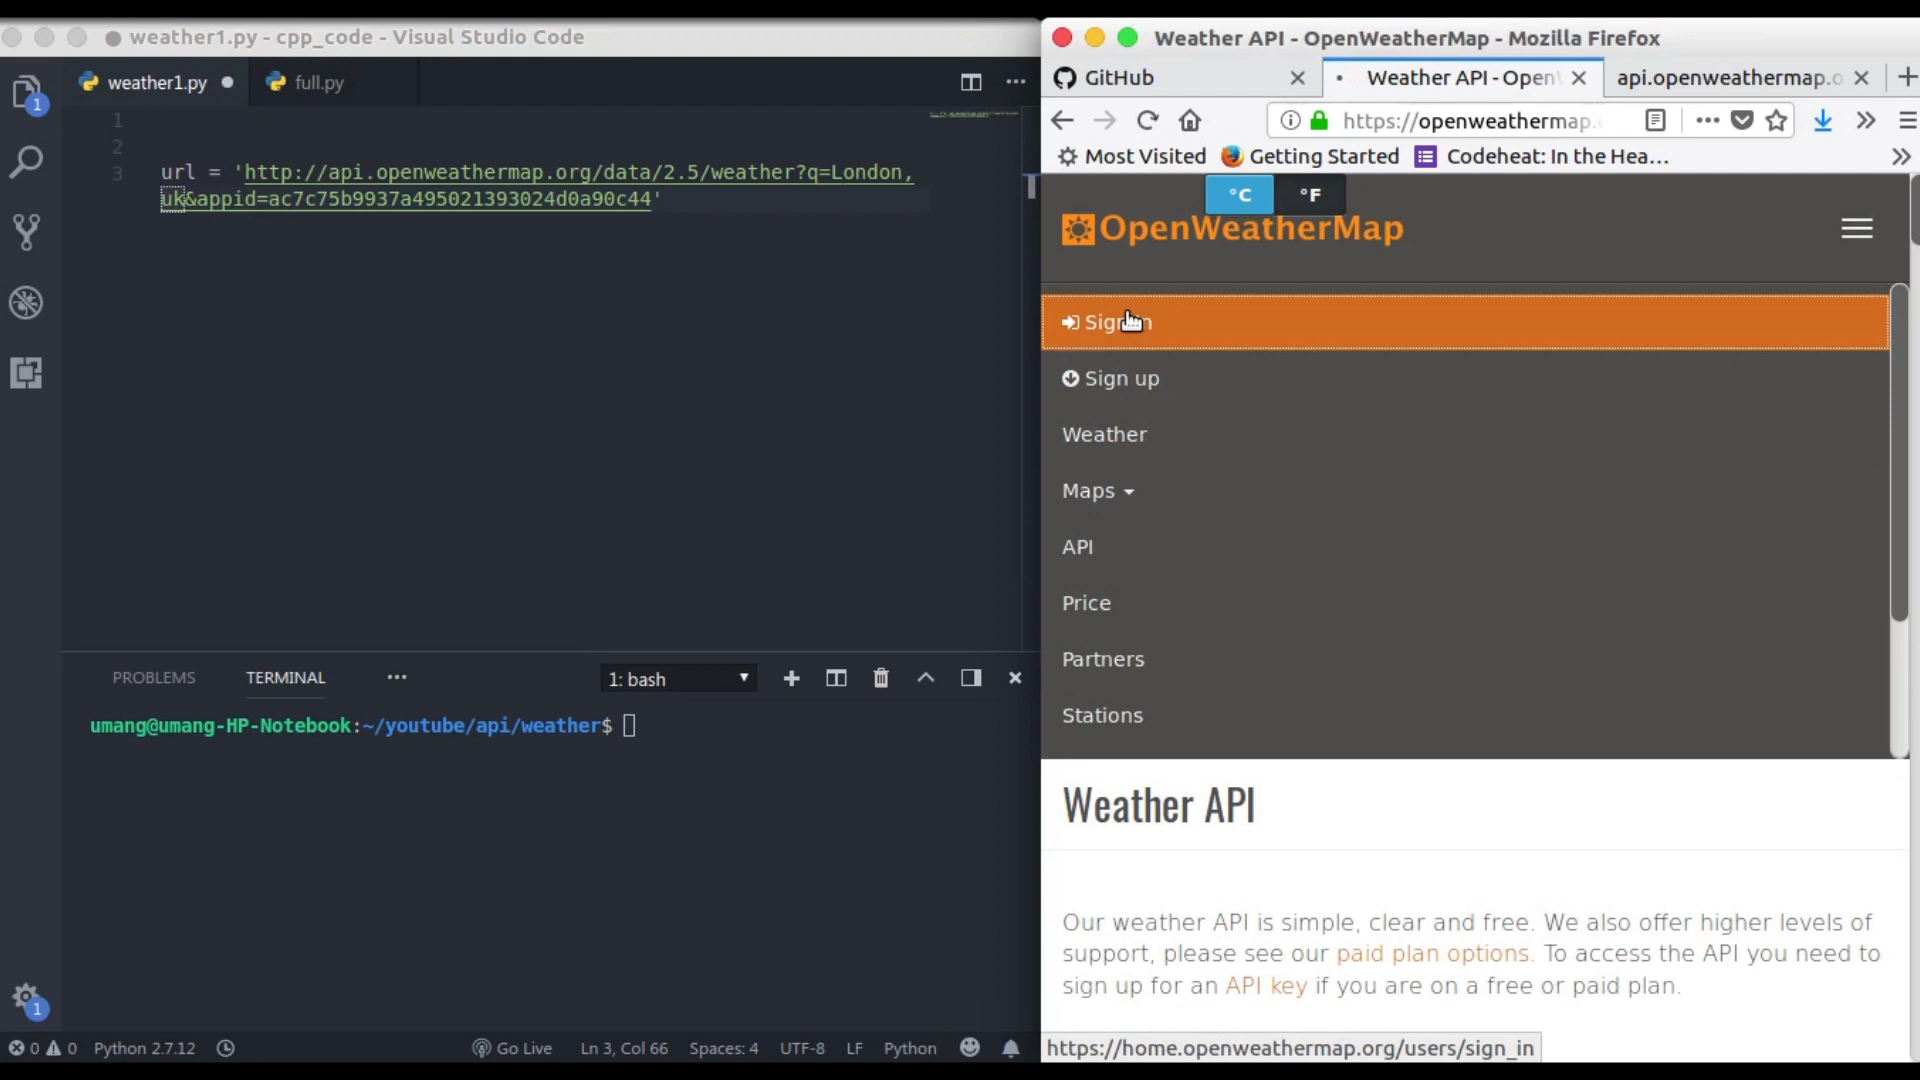 weather1.py - cpp_code - Visual Studio Code
weather1.py
full.py
1
1
2
3
url = 'http://api.openweathermap.org/data/2.5/weather?q=London,
uk&appid=ac7c75b9937a495021393024d0a90c44'
PROBLEMS
TERMINAL
1: bash
umang@umang-HP-Notebook:~/youtube/api/weather$
1
0
0
Python 2.7.12
Go Live
Ln 3, Col 66
Spaces: 4
UTF-8
LF
Python
Weather API - OpenWeatherMap - Mozilla Firefox
GitHub
Weather API - Open
api.openweathermap.o
https://openweathermap.
Most Visited
Getting Started
Codeheat: In the Hea...
°C
°F
OpenWeatherMap
Sign up
Weather
Maps
API
Price
Partners
Stations
Weather API
Our weather API is simple, clear and free. We also offer higher levels of
support, please see our paid plan options. To access the API you need to
sign up for an API key if you are on a free or paid plan.
https://home.openweathermap.org/users/sign_in